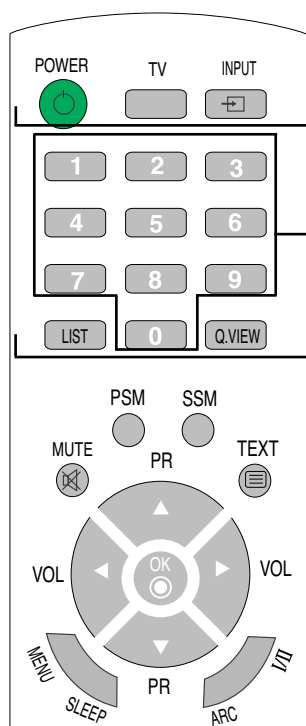 POWER TV INPUT
1 2 3
4 5 6
7 8 9
LIST 0 Q.VIEW
PSM SSM
MUTE PR TEXT
VOL OK VOL
MENU PR I/II
SLEEP ARC